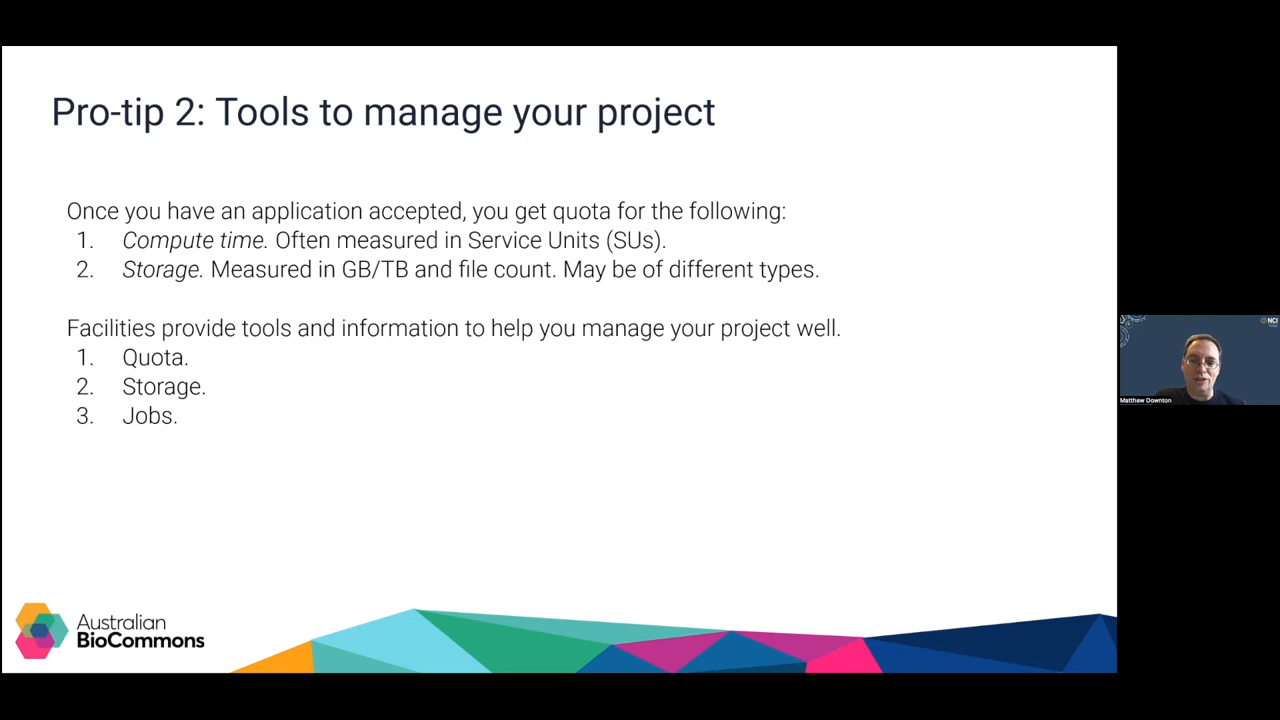 Pro-tip 2: Tools to manage your project
Once you have an application accepted, you get quota for the following:
1. Compute time. Often measured in Service Units (SUs).
2. Storage. Measured in GB/TB and file count. May be of different types.
Facilities provide tools and information to help you manage your project well.
1. Quota.
2. Storage.
3. Jobs.
NCI
Matthew Downton
Australian
BioCommons